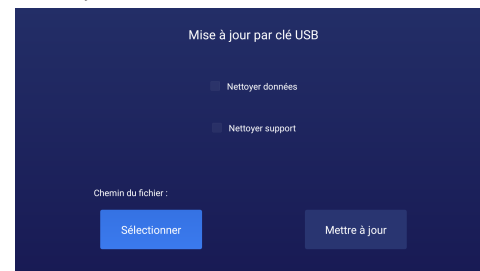 Mise à jour par clé USB
Nettoyer données
Nettoyer support
Chemin du fichier :
Sélectionner
Mettre à jour